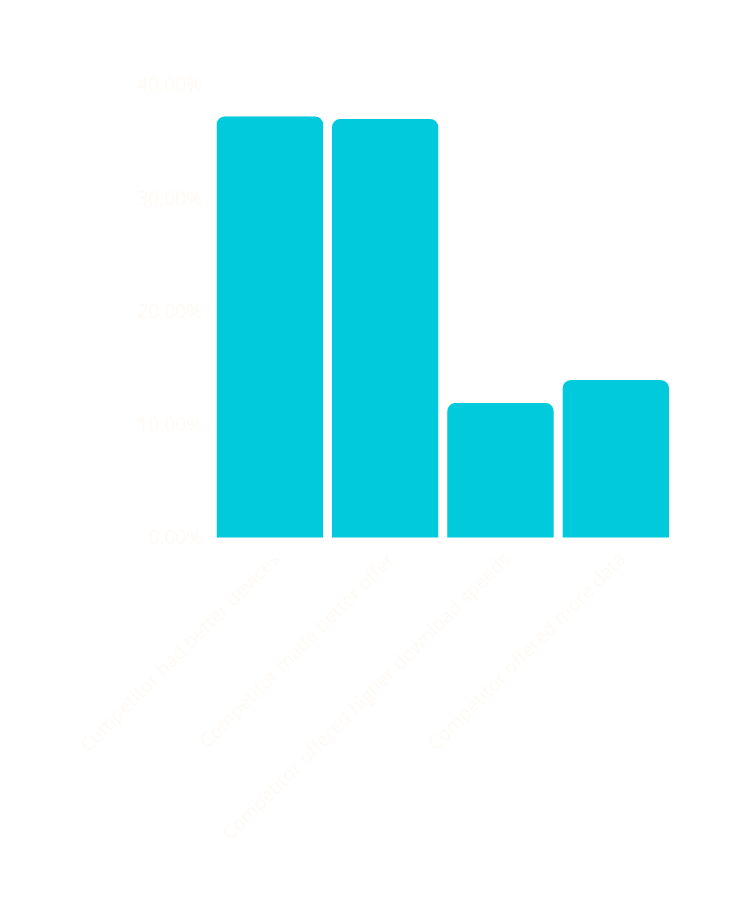 40.00%
30.00%
20.00%
10.00%
0.00%
Competitor had better devices
Competitor made better offer
Competitor offered higher download speeds
Competitor offered more data